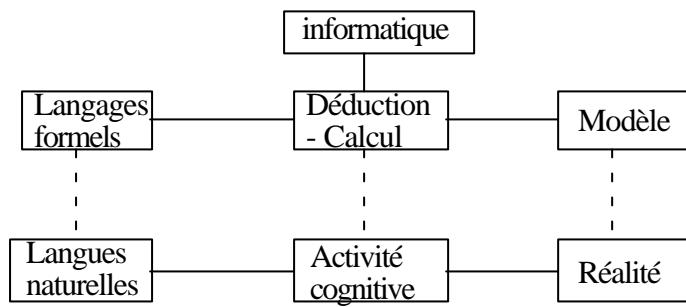 informatique
Langages
formels
Déduction
- Calcul
Modèle
Langues
naturelles
Activité
cognitive
Réalité